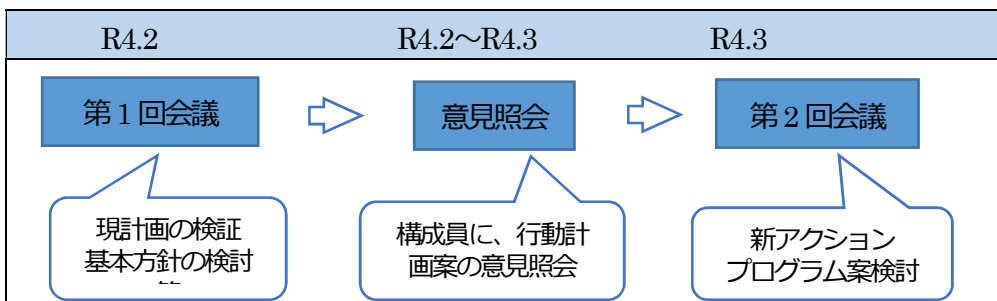 R4.2 R4.2～R4.3 R4.3
第１回会議 意見照会 第２回会議
現計画の検証
基本方針の検討
構成員に、行動計
画案の意見照会
新アクション
プログラム案検討